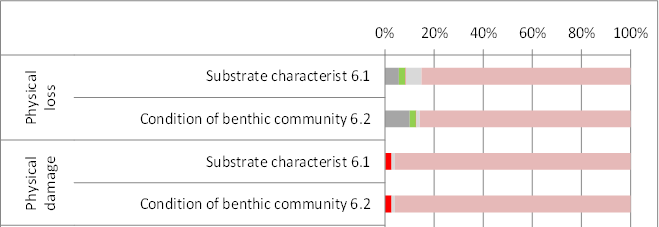 0% 20% 40% 60% 80% 100%
Physical
loss
Substrate characterist 6.1
Condition of benthic community 6.2
Physical
damage
Substrate characterist 6.1
Condition of benthic community 6.2